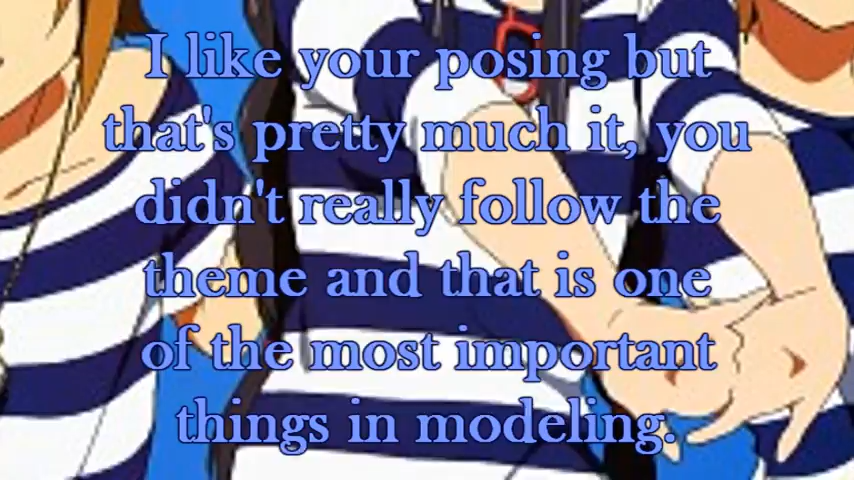 I like your posing but
that's pretty much it, you
didn't really follow the
theme and that is one
of the most important
things in modeling.